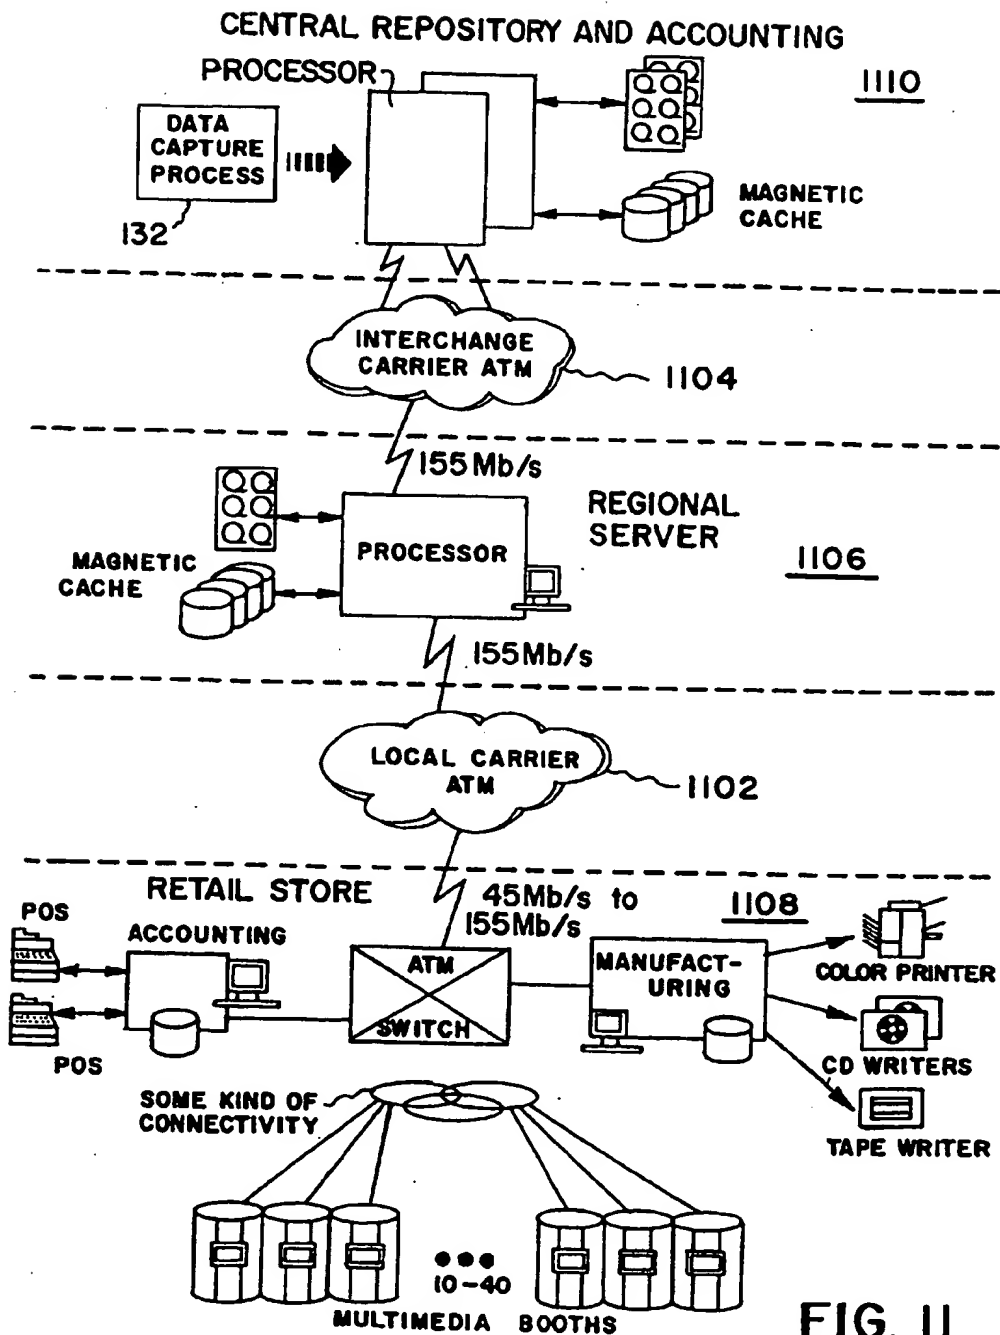 CENTRAL REPOSITORY AND ACCOUNTING
PROCESSOR
1110
DATA
CAPTURE
PROCESS
132
MAGNETIC
CACHE
INTERCHANGE
CARRIER ATM
1104
155Mb/s
REGIONAL
SERVER
PROCESSOR
1106
MAGNETIC
CACHE
155Mb/s
LOCAL CARRIER
ATM
1102
RETAIL STORE
45Mb/s to
155Mb/s
1108
POS
ACCOUNTING
ATM
SWITCH
MANUFACT-
URING
COLOR PRINTER
POS
CD WRITERS
SOME KIND OF
CONNECTIVITY
TAPE WRITER
10-40
MULTIMEDIA BOOTHS
FIG. 11